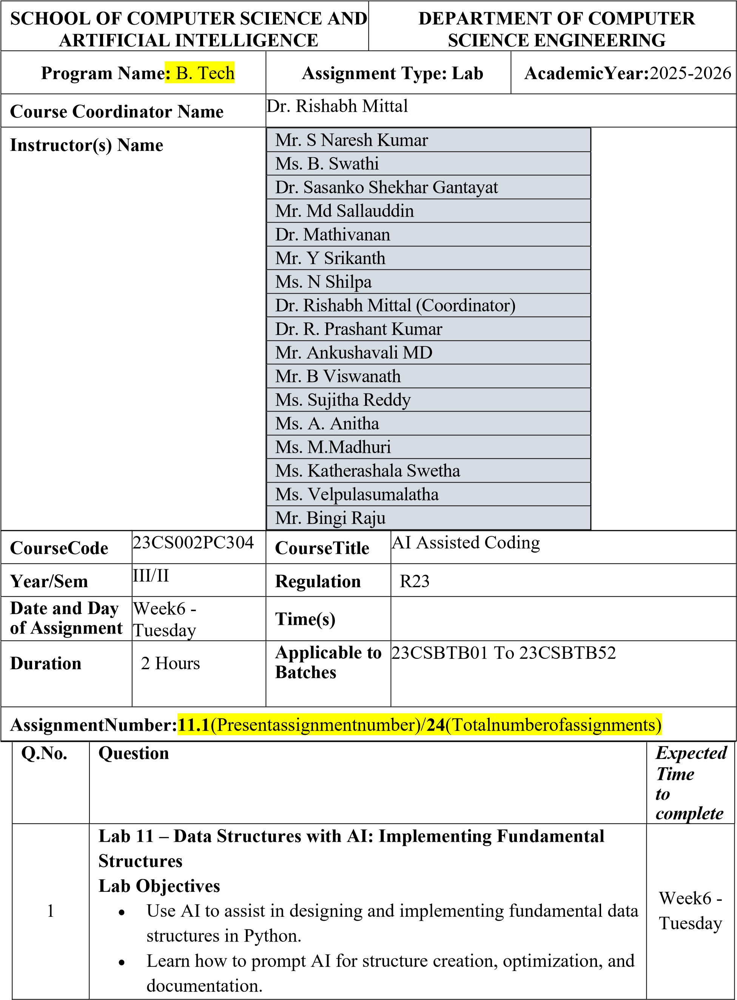 SCHOOL OF COMPUTER SCIENCE AND
ARTIFICIAL INTELLIGENCE
DEPARTMENT OF COMPUTER
SCIENCE ENGINEERING
Program Name: B. Tech
Assignment Type: Lab
AcademicYear:2025-2026
Course Coordinator Name
Dr. Rishabh Mittal
Instructor(s) Name
Mr. S Naresh Kumar
Ms. B. Swathi
Dr. Sasanko Shekhar Gantayat
Mr. Md Sallauddin
Dr. Mathivanan
Mr. Y Srikanth
Ms. N Shilpa
Dr. Rishabh Mittal (Coordinator)
Dr. R. Prashant Kumar
Mr. Ankushavali MD
Mr. B Viswanath
Ms. Sujitha Reddy
Ms. A. Anitha
Ms. M.Madhuri
Ms. Katherashala Swetha
Ms. Velpulasumalatha
Mr. Bingi Raju
CourseCode
23CS002PC304
CourseTitle
AI Assisted Coding
Year/Sem
III/II
Regulation
R23
Date and Day
of Assignment
Week6 -
Tuesday
Time(s)
Duration
2 Hours
Applicable to
Batches
23CSBTB01 To 23CSBTB52
AssignmentNumber:11.1(Presentassignmentnumber)/24(Totalnumberofassignments)
Q.No.
Question
Expected
Time
to
complete
1
Lab 11 – Data Structures with AI: Implementing Fundamental
Structures
Lab Objectives
• Use AI to assist in designing and implementing fundamental data
structures in Python.
• Learn how to prompt AI for structure creation, optimization, and
documentation.
Week6 -
Tuesday